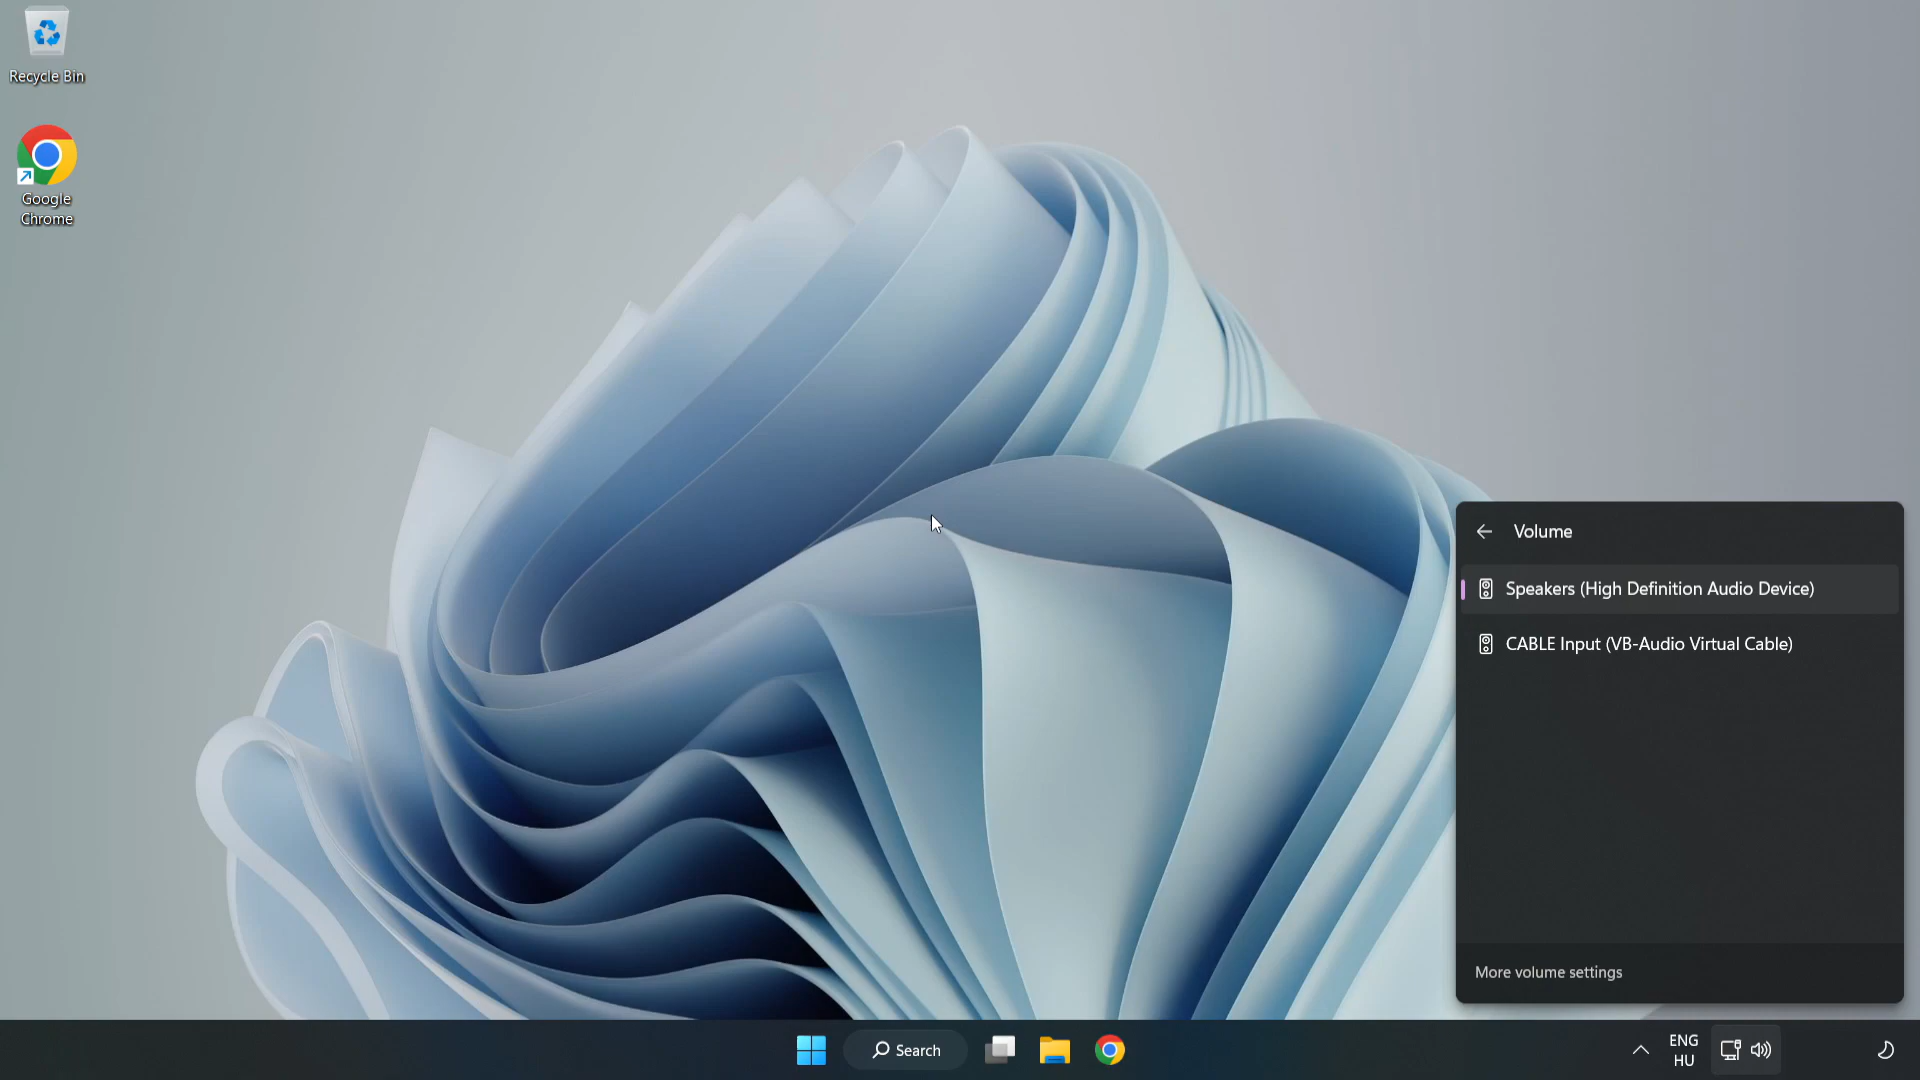 Recycle Bin
Google
Chrome
Volume
Speakers (High Definition Audio Device)
CABLE Input (VB-Audio Virtual Cable)
More volume settings
Search
ENG
HU